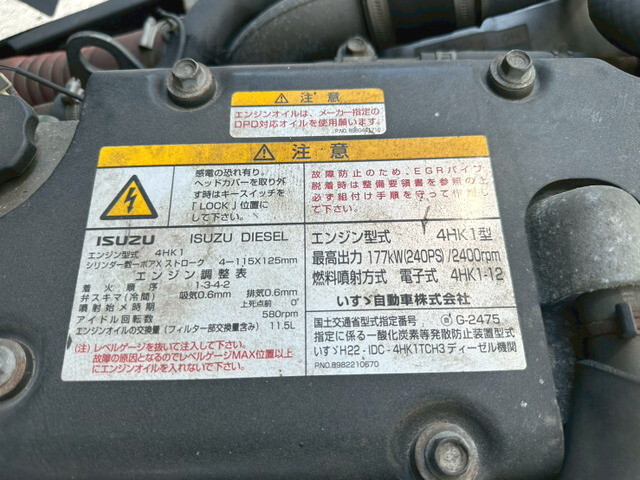 ⚠ 注意
エンジンオイルは、メーカー指定の
DPD対応オイルを使用願います。
⚠ 注意
感電の恐れ有り。
ヘッドカバーを取り外
す時はキースイッチを
「LOCK」位置に
して下さい。
故障防止のため、EGRパイプ
脱着時は整備要領書を参照の上
必ず組付け手順を守って作業して
下さい。
ISUZU ISUZU DIESEL
エンジン型式 4HK1
シリンダ数ーボア×ストローク 4ー115×125mm
エンジン調整表
着火順序 1-3-4-2
弁スキマ(冷間) 吸気0.6mm 排気0.6mm
噴射始メ時期 上死点前 0°
アイドル回転数 580rpm
エンジンオイルの交換量(フィルター部交換量含み) 11.5L
(注)レベルゲージを抜いて注入して下さい。
故障の原因となるのでレベルゲージMAX位置以上
にエンジンオイルを入れないで下さい。
エンジン型式 4HK1型
最高出力 177kW(240PS)/2400rpm
燃料噴射方式 電子式 4HK1-12
いすゞ自動車株式会社
国土交通省型式指定番号 G-2475
指定に係る一酸化炭素等発散防止装置型式
いすゞH22-IDC-4HK1TCH3ディーゼル機関
P.NO.8982210670